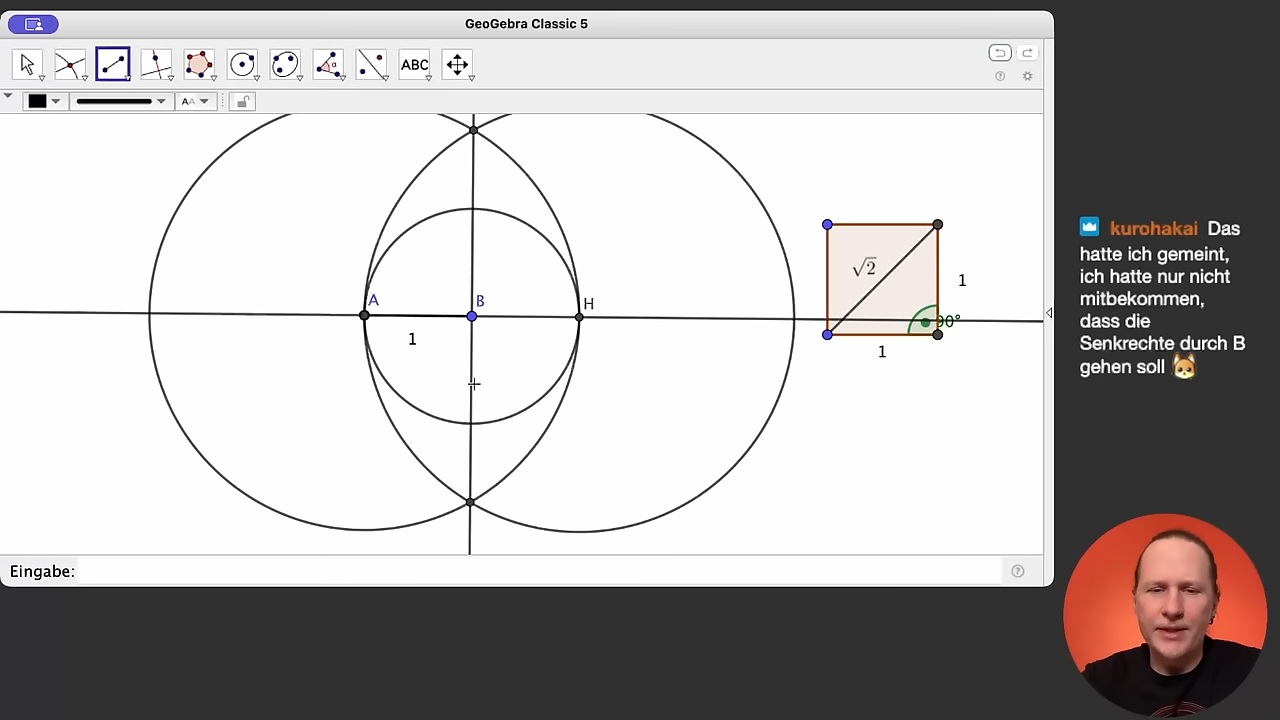 GeoGebra Classic 5
ABC
AA
A
B
H
1
√2
1
90°
1
Eingabe:
kurohakai Das
hatte ich gemeint,
ich hatte nur nicht
mitbekommen,
dass die
Senkrechte durch B
gehen soll